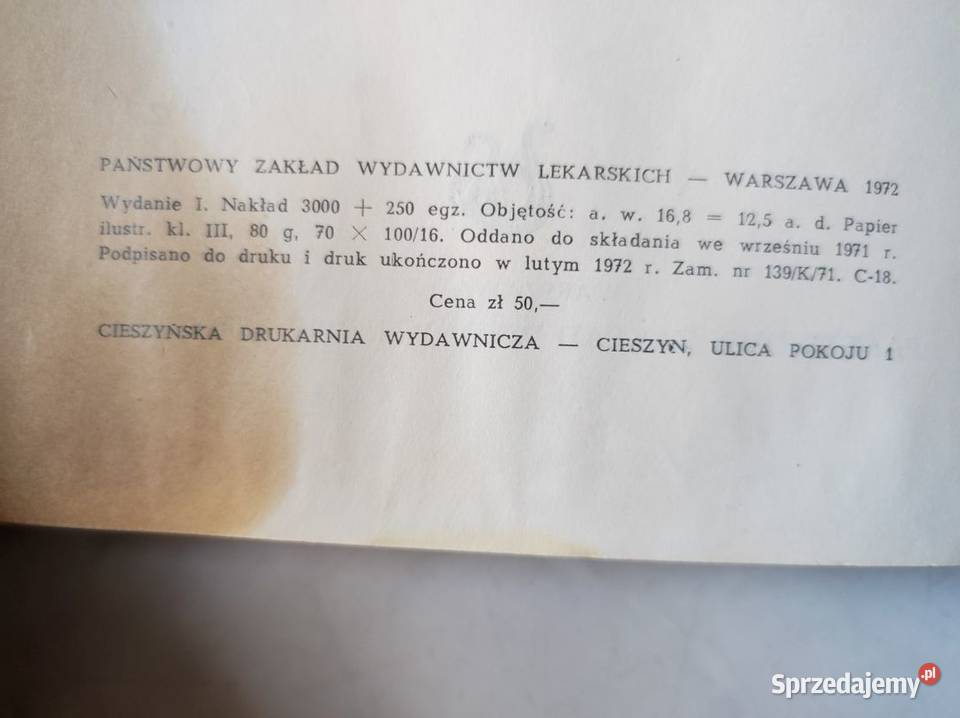 PAŃSTWOWY ZAKŁAD WYDAWNICTW LEKARSKICH — WARSZAWA 1972
Wydanie I. Nakład 3000 + 250 egz. Objętość: a. w. 16,8 = 12,5 a. d. Papier
ilustr. kl. III, 80 g, 70 × 100/16. Oddano do składania we wrześniu 1971 r.
Podpisano do druku i druk ukończono w lutym 1972 r. Zam. nr 139/K/71. C-18.
Cena zł 50,—
CIESZYŃSKA DRUKARNIA WYDAWNICZA — CIESZYN, ULICA POKOJU 1
Sprzedajemy.pl